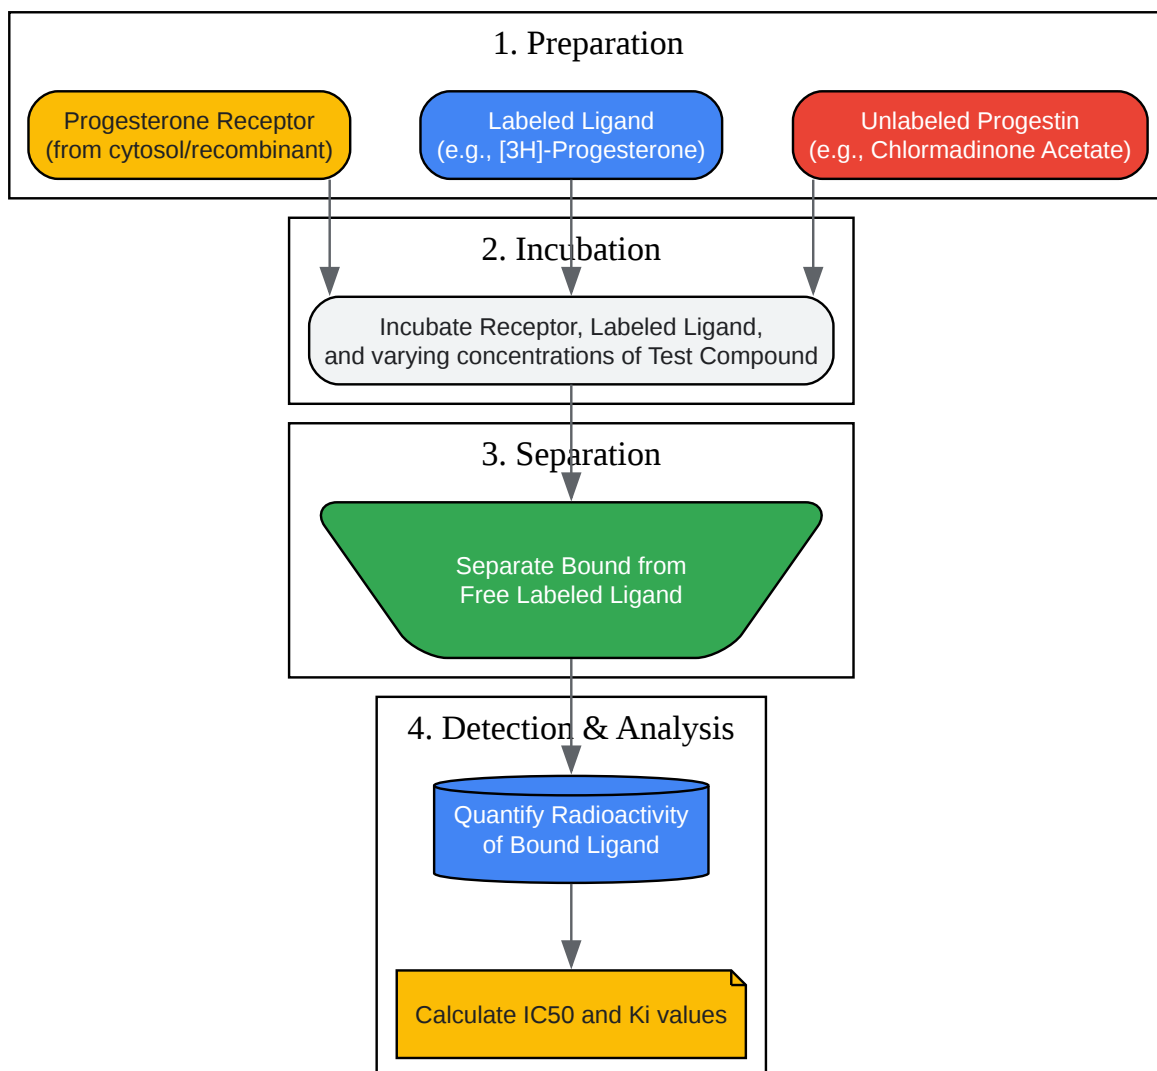 1. Preparation
Progesterone Receptor
(from cytosol/recombinant)
Labeled Ligand
(e.g., [3H]-Progesterone)
Unlabeled Progestin
(e.g., Chlormadinone Acetate)
2. Incubation
Incubate Receptor, Labeled Ligand,
and varying concentrations of Test Compound
3. Separation
Separate Bound from
Free Labeled Ligand
4. Detection & Analysis
Quantify Radioactivity
of Bound Ligand
Calculate IC50 and Ki values